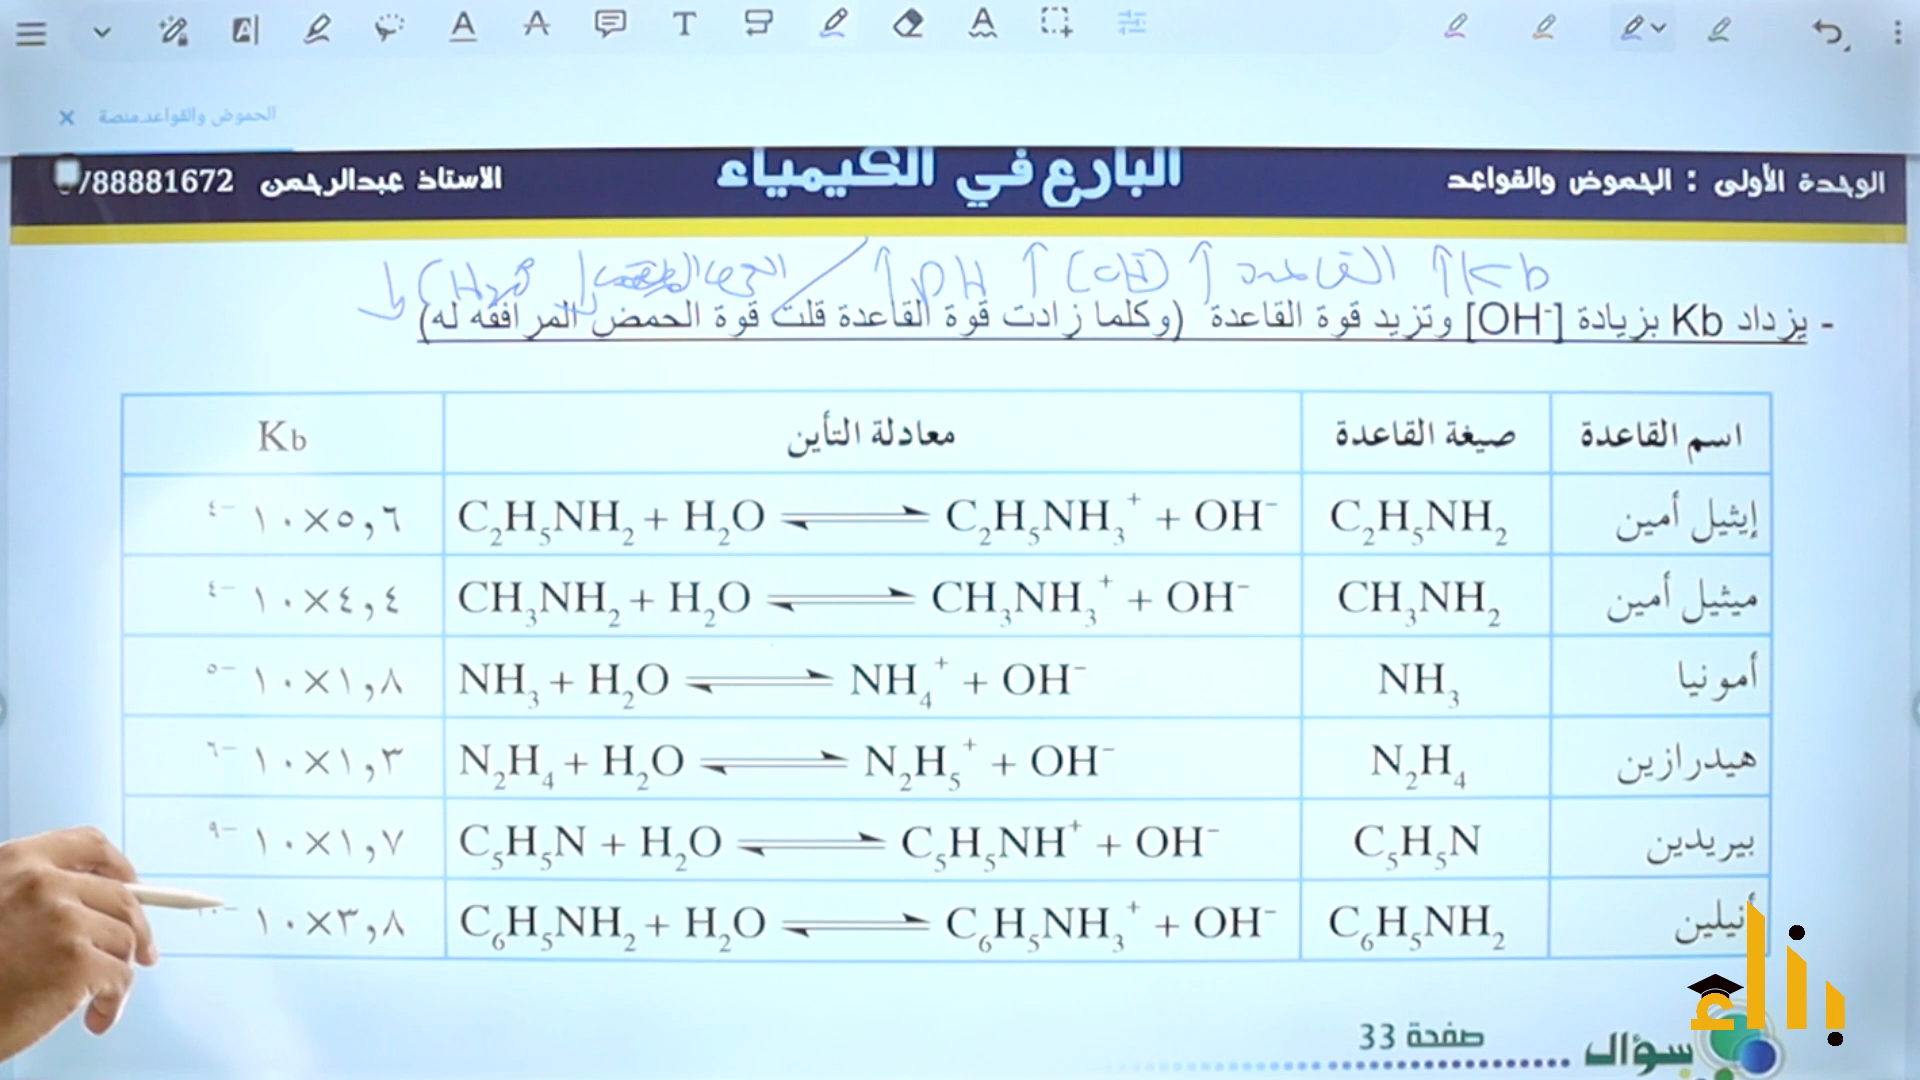 الحموض والقواعد.منصة ×
الوحدة الأولى : الحموض والقواعد البارع في الكيمياء الاستاذ عبدالرحمن 88881672/
↑Kb القاعدة ↑ [OH] ↑ PH ↑
- يزداد Kb بزيادة [OH⁻] وتزيد قوة القاعدة (وكلما زادت قوة القاعدة قلت قوة الحمض المرافقه له)
اسم القاعدة صيغة القاعدة معادلة التأين Kb
إيثيل أمين C₂H₅NH₂ C₂H₅NH₂ + H₂O ⇌ C₂H₅NH₃⁺ + OH⁻ ٥,٦×١٠⁻٤
ميثيل أمين CH₃NH₂ CH₃NH₂ + H₂O ⇌ CH₃NH₃⁺ + OH⁻ ٤,٤×١٠⁻٤
أمونيا NH₃ NH₃ + H₂O ⇌ NH₄⁺ + OH⁻ ١,٨×١٠⁻٥
هيدرازين N₂H₄ N₂H₄ + H₂O ⇌ N₂H₅⁺ + OH⁻ ١,٣×١٠⁻٦
بيريدين C₅H₅N C₅H₅N + H₂O ⇌ C₅H₅NH⁺ + OH⁻ ١,٧×١٠⁻٩
أنيلين C₆H₅NH₂ C₆H₅NH₂ + H₂O ⇌ C₆H₅NH₃⁺ + OH⁻ ٣,٨×١٠⁻١٠
بناء
سؤال صفحة 33